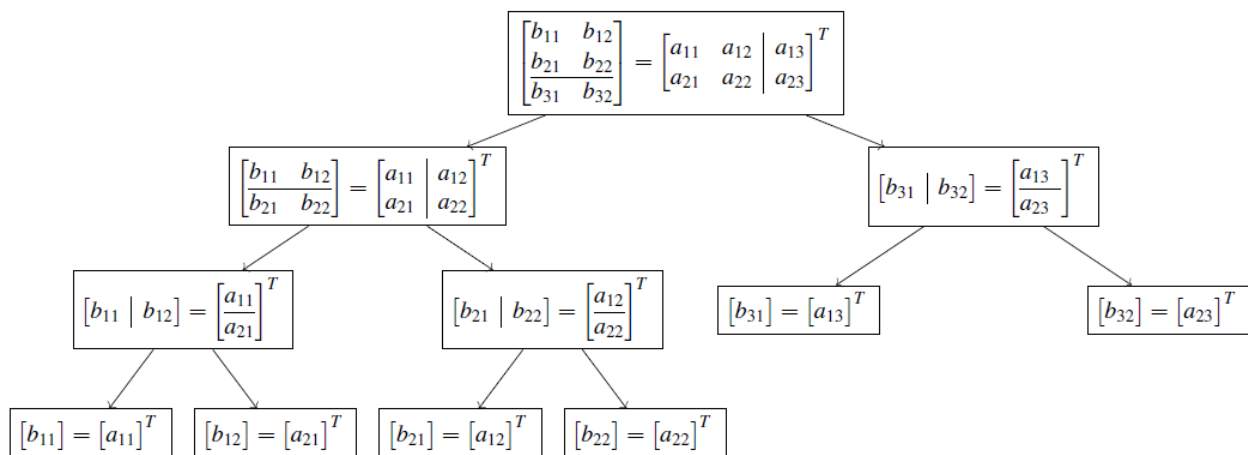 [b₁₁ b₁₂; b₂₁ b₂₂; b₃₁ b₃₂] = [a₁₁ a₁₂ | a₁₃; a₂₁ a₂₂ | a₂₃]ᵀ
[b₁₁ b₁₂; b₂₁ b₂₂] = [a₁₁ | a₁₂; a₂₁ | a₂₂]ᵀ
[b₃₁ | b₃₂] = [a₁₃; a₂₃]ᵀ
[b₁₁ | b₁₂] = [a₁₁; a₂₁]ᵀ
[b₂₁ | b₂₂] = [a₁₂; a₂₂]ᵀ
[b₃₁] = [a₁₃]ᵀ
[b₃₂] = [a₂₃]ᵀ
[b₁₁] = [a₁₁]ᵀ
[b₁₂] = [a₂₁]ᵀ
[b₂₁] = [a₁₂]ᵀ
[b₂₂] = [a₂₂]ᵀ